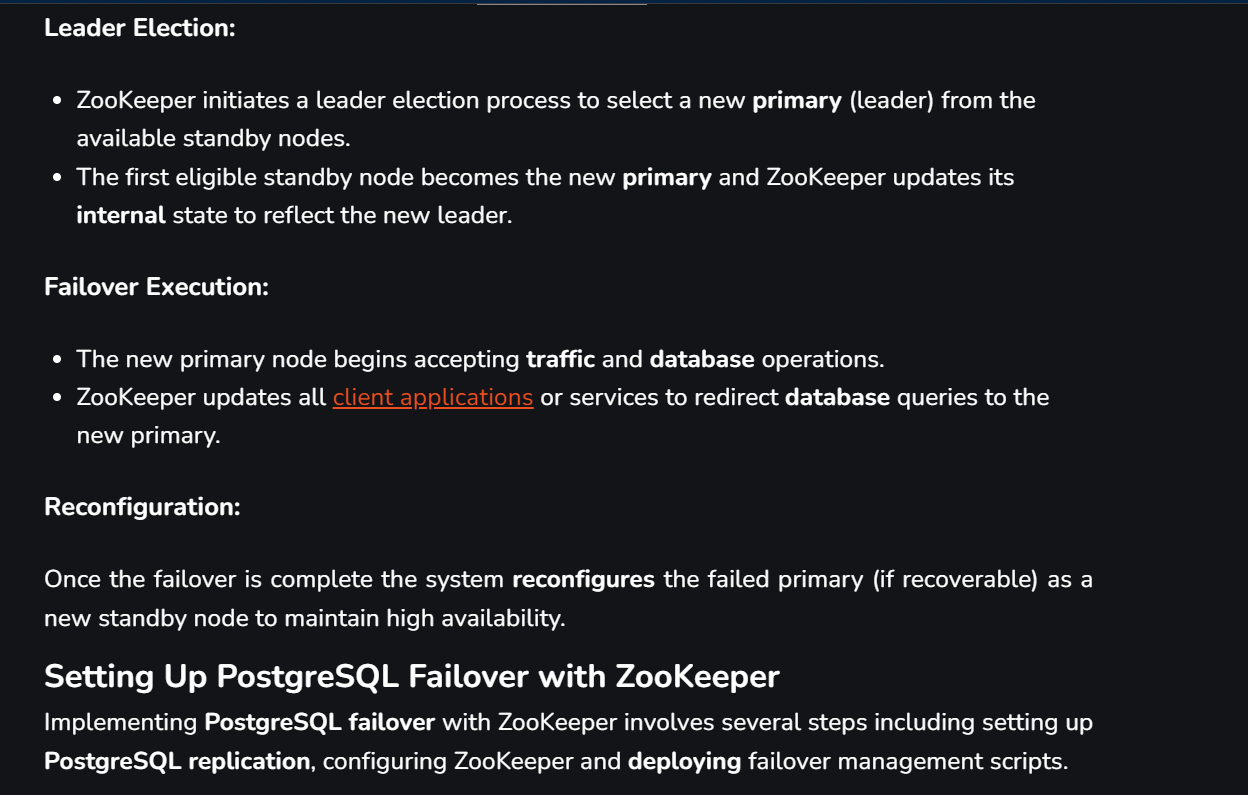 Leader Election:
• ZooKeeper initiates a leader election process to select a new primary (leader) from the
available standby nodes.
• The first eligible standby node becomes the new primary and ZooKeeper updates its
internal state to reflect the new leader.
Failover Execution:
• The new primary node begins accepting traffic and database operations.
• ZooKeeper updates all client applications or services to redirect database queries to the
new primary.
Reconfiguration:
Once the failover is complete the system reconfigures the failed primary (if recoverable) as a
new standby node to maintain high availability.
Setting Up PostgreSQL Failover with ZooKeeper
Implementing PostgreSQL failover with ZooKeeper involves several steps including setting up
PostgreSQL replication, configuring ZooKeeper and deploying failover management scripts.